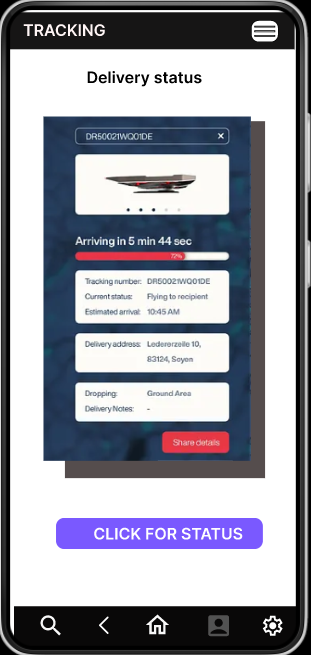 TRACKING
Delivery status
DR50021WQ01DE
Arriving in 5 min 44 sec
72%
Tracking number: DR50021WQ01DE
Current status: Flying to recipient
Estimated arrival: 10:45 AM
Delivery address: Ledererzeile 10,
83124, Soyen
Dropping: Ground Area
Delivery Notes: -
Share details
CLICK FOR STATUS